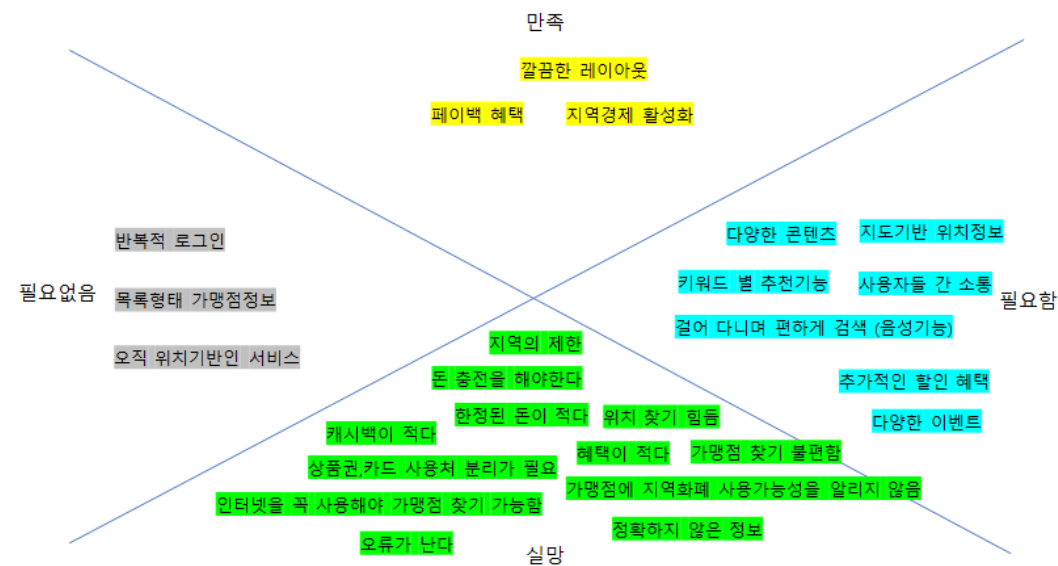 만족
깔끔한 레이아웃
페이백 혜택
지역경제 활성화
필요없음
반복적 로그인
목록형태 가맹점정보
오직 위치기반인 서비스
다양한 콘텐츠
지도기반 위치정보
키워드 별 추천기능
사용자들 간 소통
걸어 다니며 편하게 검색 (음성기능)
추가적인 할인 혜택
다양한 이벤트
필요함
지역의 제한
돈 충전을 해야한다
한정된 돈이 적다
위치 찾기 힘듬
캐시백이 적다
혜택이 적다
가맹점 찾기 불편함
상품권,카드 사용처 분리가 필요
가맹점에 지역화폐 사용가능성을 알리지 않음
인터넷을 꼭 사용해야 가맹점 찾기 가능함
정확하지 않은 정보
오류가 난다
실망